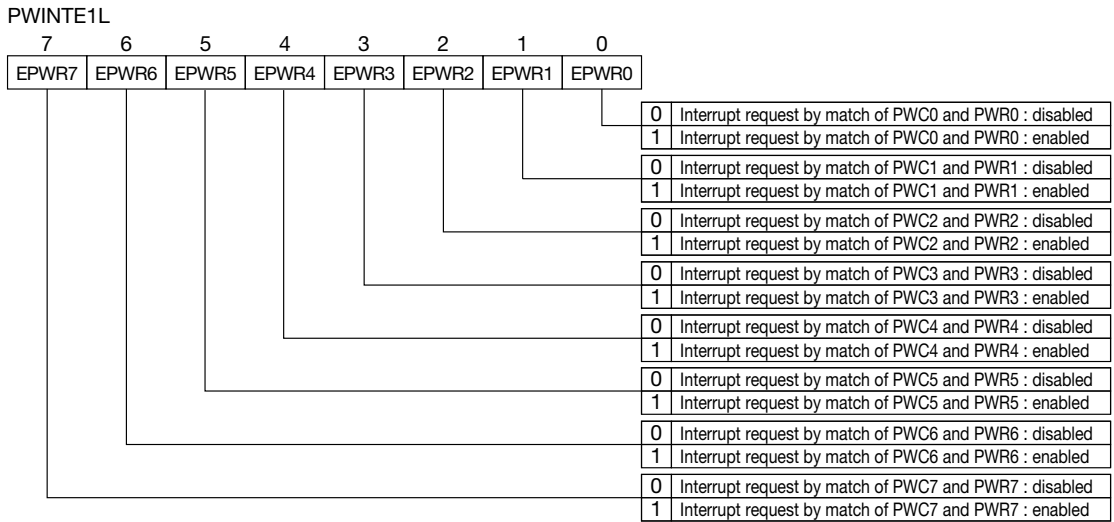 PWINTE1L
7 6 5 4 3 2 1 0
EPWR7 EPWR6 EPWR5 EPWR4 EPWR3 EPWR2 EPWR1 EPWR0
0 Interrupt request by match of PWC0 and PWR0 : disabled
1 Interrupt request by match of PWC0 and PWR0 : enabled
0 Interrupt request by match of PWC1 and PWR1 : disabled
1 Interrupt request by match of PWC1 and PWR1 : enabled
0 Interrupt request by match of PWC2 and PWR2 : disabled
1 Interrupt request by match of PWC2 and PWR2 : enabled
0 Interrupt request by match of PWC3 and PWR3 : disabled
1 Interrupt request by match of PWC3 and PWR3 : enabled
0 Interrupt request by match of PWC4 and PWR4 : disabled
1 Interrupt request by match of PWC4 and PWR4 : enabled
0 Interrupt request by match of PWC5 and PWR5 : disabled
1 Interrupt request by match of PWC5 and PWR5 : enabled
0 Interrupt request by match of PWC6 and PWR6 : disabled
1 Interrupt request by match of PWC6 and PWR6 : enabled
0 Interrupt request by match of PWC7 and PWR7 : disabled
1 Interrupt request by match of PWC7 and PWR7 : enabled